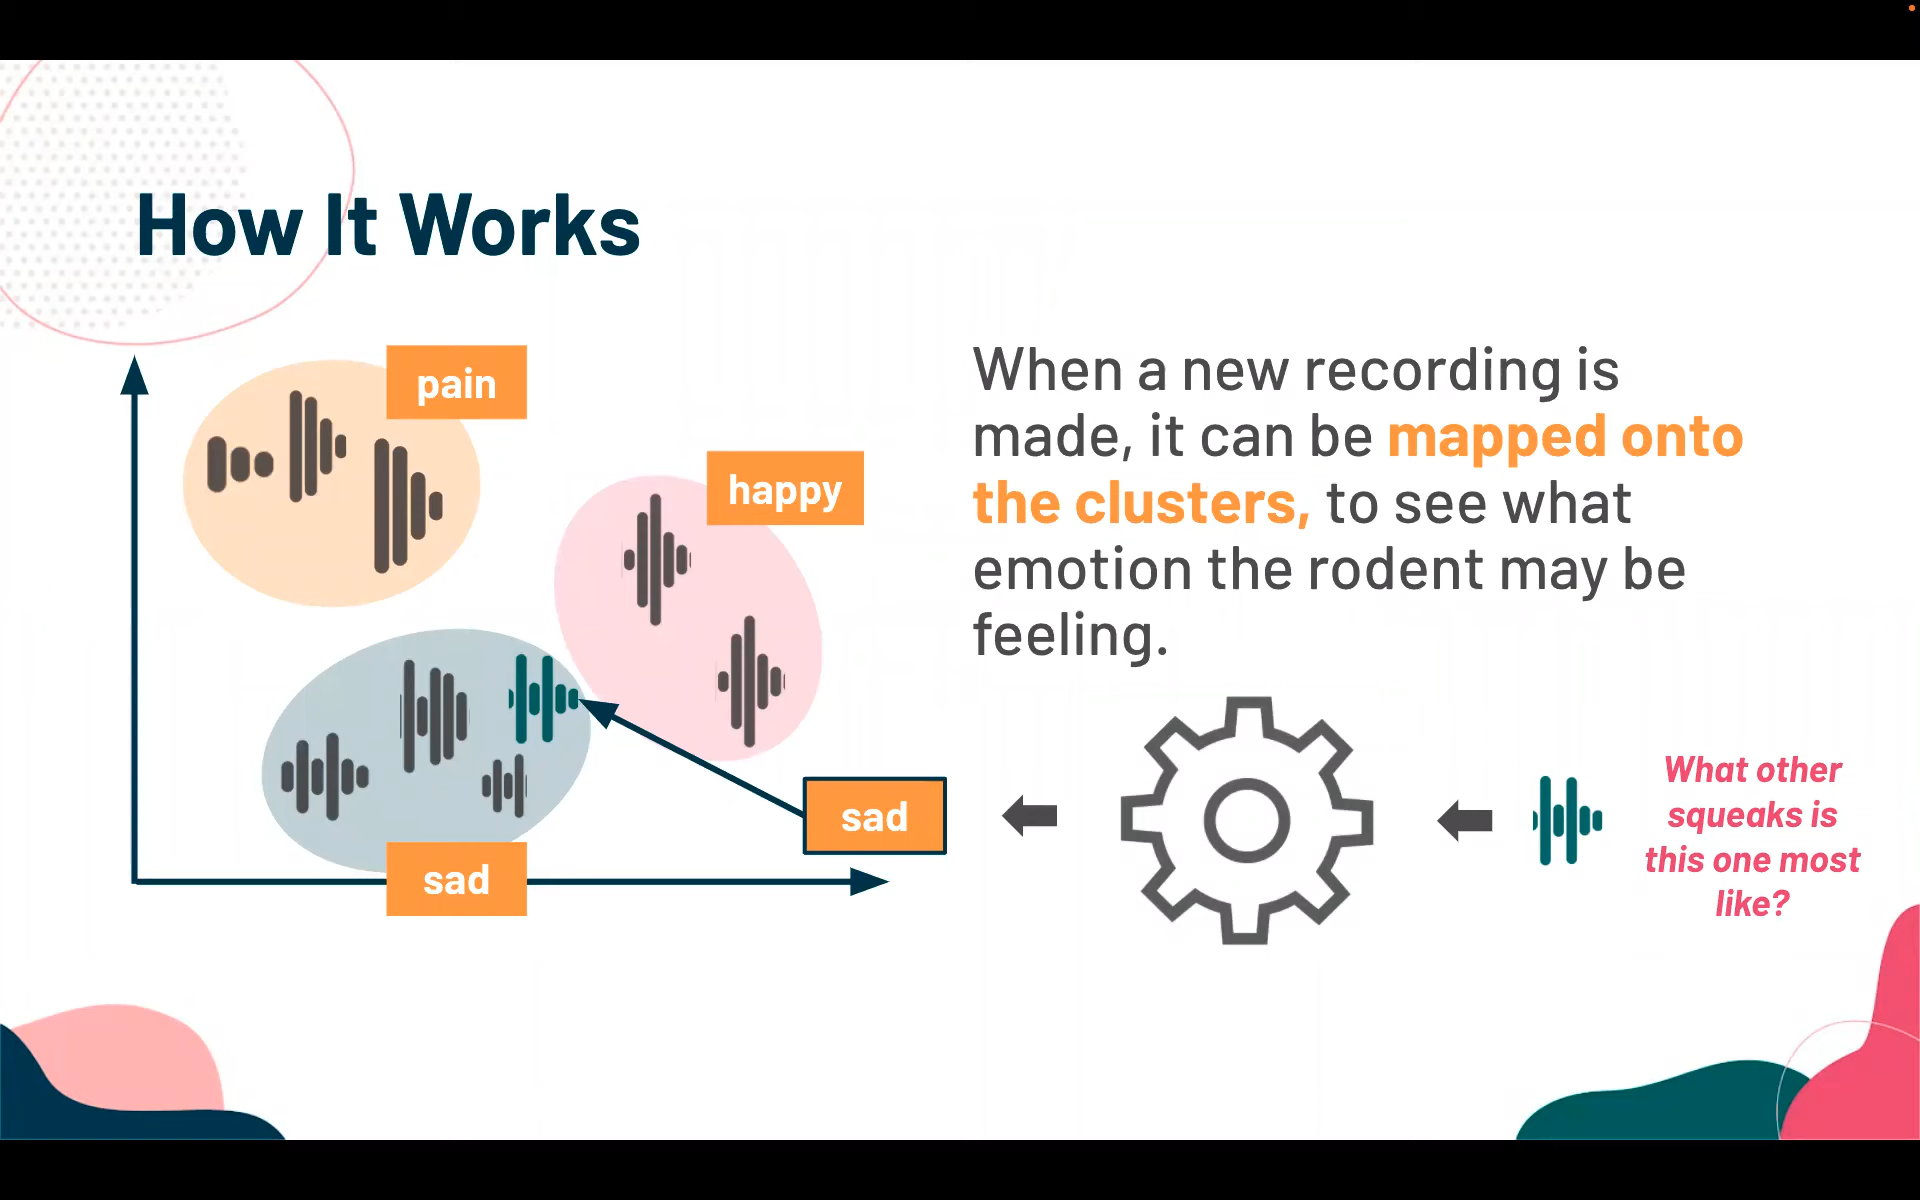 How It Works
pain
happy
sad
sad
When a new recording is
made, it can be mapped onto
the clusters, to see what
emotion the rodent may be
feeling.
What other
squeaks is
this one most
like?